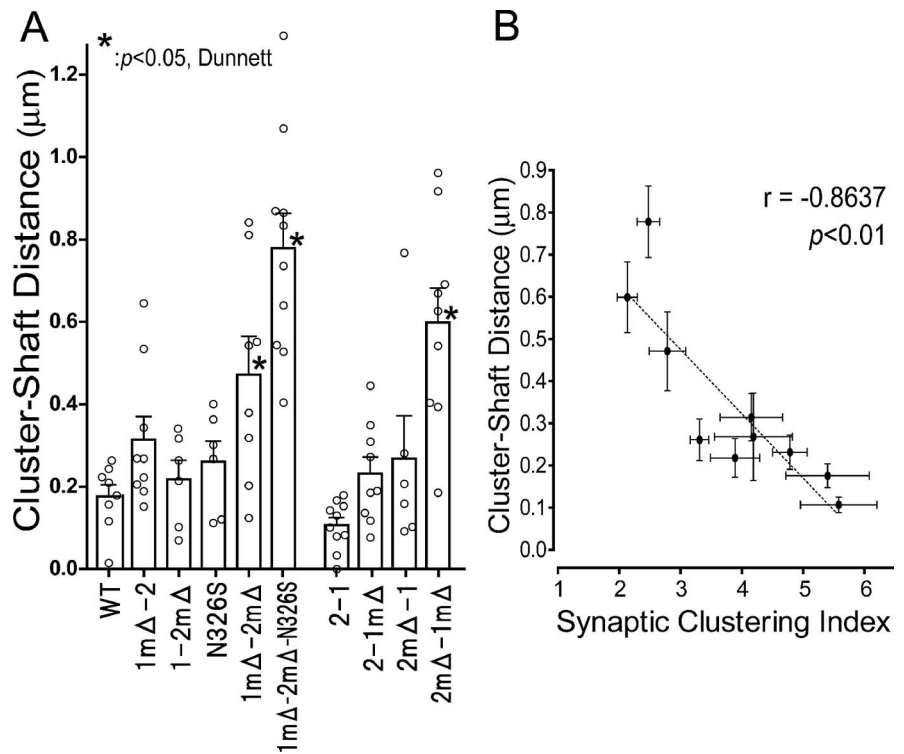 A
*:p<0.05, Dunnett
Cluster-Shaft Distance (μm)
1.2
1.0
0.8
0.6
0.4
0.2
0.0
*
*
*
WT
1mΔ-2
1-2mΔ
N326S
1mΔ-2mΔ
1mΔ-2mΔ-N326S
2-1
2-1mΔ
2mΔ-1
2mΔ-1mΔ
B
r = -0.8637
p<0.01
Cluster-Shaft Distance (μm)
0.9
0.8
0.7
0.6
0.5
0.4
0.3
0.2
0.1
0.0
1 2 3 4 5 6
Synaptic Clustering Index